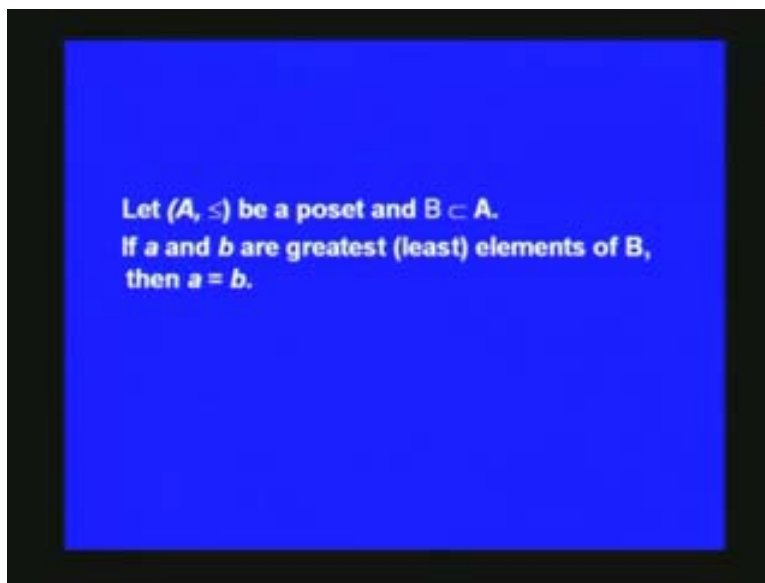 Let (A, ≤) be a poset and B ⊂ A.
If a and b are greatest (least) elements of B,
then a = b.